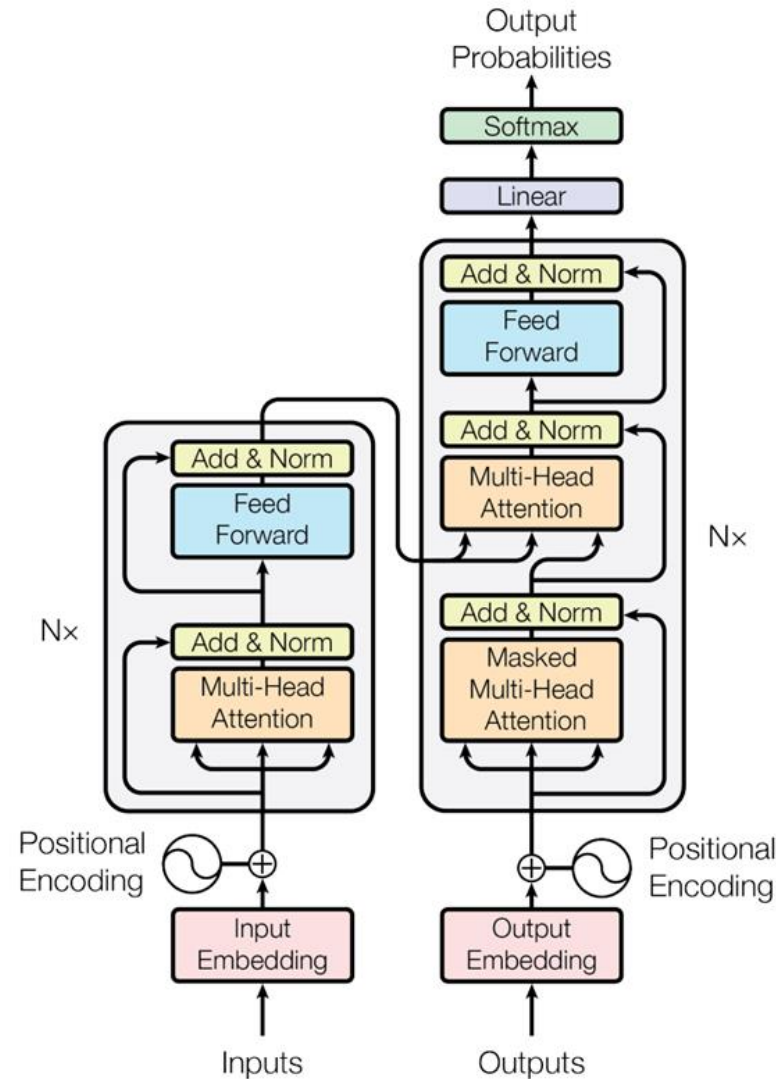 Output
Probabilities
Softmax
Linear
Add & Norm
Feed
Forward
Add & Norm
Multi-Head
Attention
N×
Add & Norm
Masked
Multi-Head
Attention
Add & Norm
Feed
Forward
N×
Add & Norm
Multi-Head
Attention
Positional
Encoding
Positional
Encoding
Input
Embedding
Output
Embedding
Inputs
Outputs